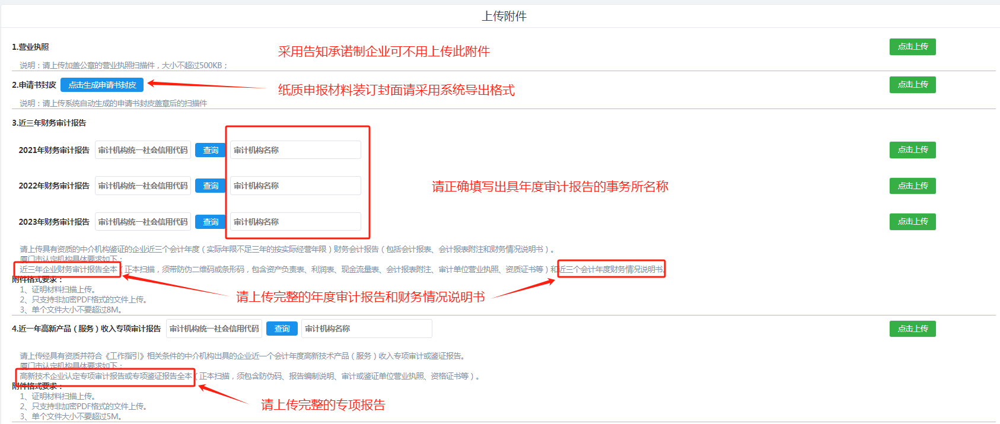 上传附件
1.营业执照
采用告知承诺制企业可不用上传此附件
点击上传
说明：请上传加盖公章的营业执照扫描件，大小不超过500KB；
2.申请书封皮 点击生成申请书封皮
纸质申报材料装订封面请采用系统导出格式
点击上传
说明：请上传系统自动生成的申请书封皮盖章后的扫描件
3.近三年财务审计报告
2021年财务审计报告 审计机构统一社会信用代码 查询 审计机构名称 点击上传
2022年财务审计报告 审计机构统一社会信用代码 查询 审计机构名称 点击上传
请正确填写出具年度审计报告的事务所名称
2023年财务审计报告 审计机构统一社会信用代码 查询 审计机构名称 点击上传
请上传具有资质的中介机构鉴证的企业近三个会计年度（实际年限不足三年的按实际经营年限）财务会计报告（包括会计报表、会计报表附注和财务情况说明书）。
厦门市认定机构具体要求如下：
近三年企业财务审计报告全本（正本扫描，须带防伪二维码或条形码，包含资产负债表、利润表、现金流量表、会计报表附注、审计单位营业执照、资质证书等）和近三个会计年度财务情况说明书。
附件格式要求：
1、证明材料扫描上传。
请上传完整的年度审计报告和财务情况说明书
2、只支持非加密PDF格式的文件上传。
3、单个文件大小不要超过8M。
4.近一年高新产品（服务）收入专项审计报告 审计机构统一社会信用代码 查询 审计机构名称 点击上传
请上传经具有资质并符合《工作指引》相关条件的中介机构出具的企业近一个会计年度高新技术产品（服务）收入专项审计或鉴证报告。
厦门市认定机构具体要求如下：
高新技术企业认定专项审计报告或专项鉴证报告全本（正本扫描，须包含防伪码、报告编制说明、审计或鉴证单位营业执照、资格证书等）。
附件格式要求：
1、证明材料扫描上传。
请上传完整的专项报告
2、只支持非加密PDF格式的文件上传。
3、单个文件大小不要超过5M。